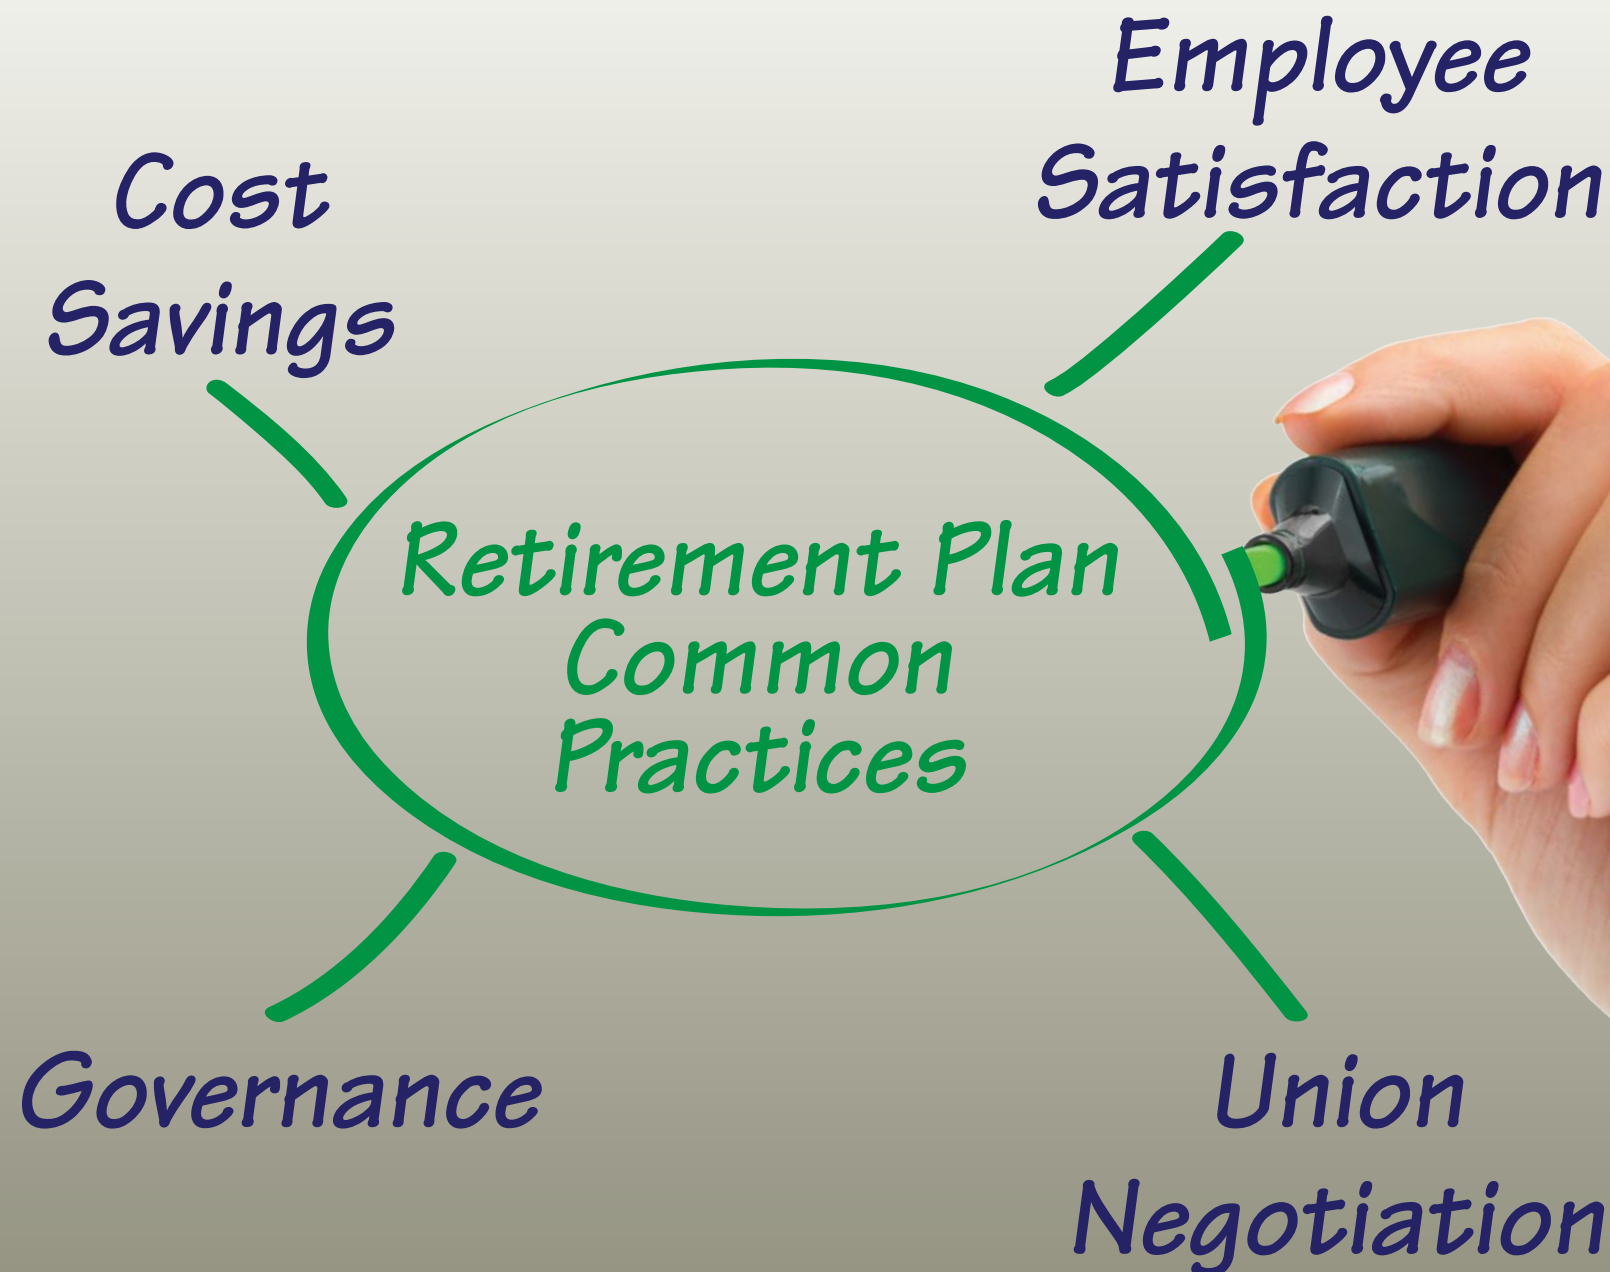 Employee
Satisfaction
Cost
Savings
Retirement Plan
Common
Practices
Governance
Union
Negotiation